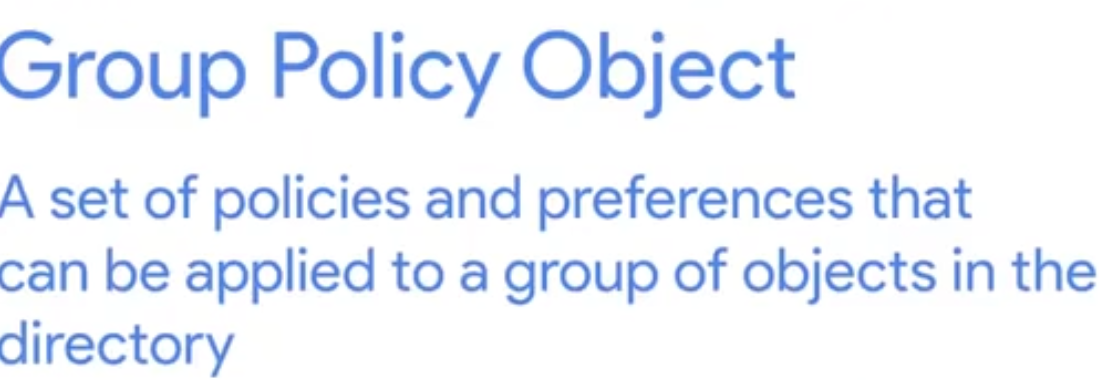 Group Policy Object
A set of policies and preferences that
can be applied to a group of objects in the
directory